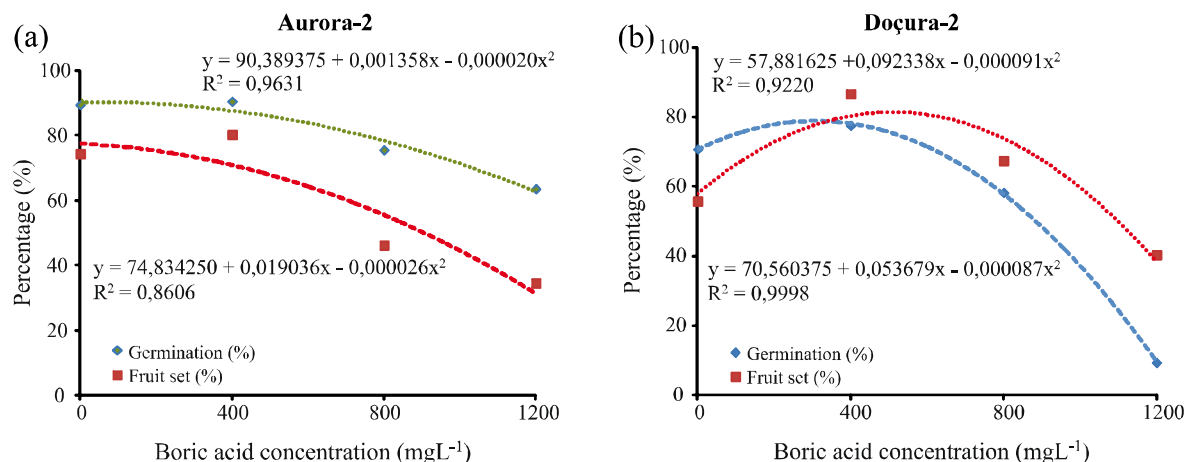 Aurora-2
(a)
y = 90,389375 + 0,001358x – 0,000020x²
R² = 0,9631
100
80
60
40
20
0
Percentage (%)
y = 74,834250 + 0,019036x – 0,000026x²
R² = 0,8606
Germination (%)
Fruit set (%)
0 400 800 1200
Boric acid concentration (mgL⁻¹)
Doçura-2
(b)
y = 57,881625 +0,092338x – 0,000091x²
R² = 0,9220
100
80
60
40
20
0
Percentage (%)
y = 70,560375 + 0,053679x – 0,000087x²
R² = 0,9998
Germination (%)
Fruit set (%)
0 400 800 1200
Boric acid concentration (mgL⁻¹)